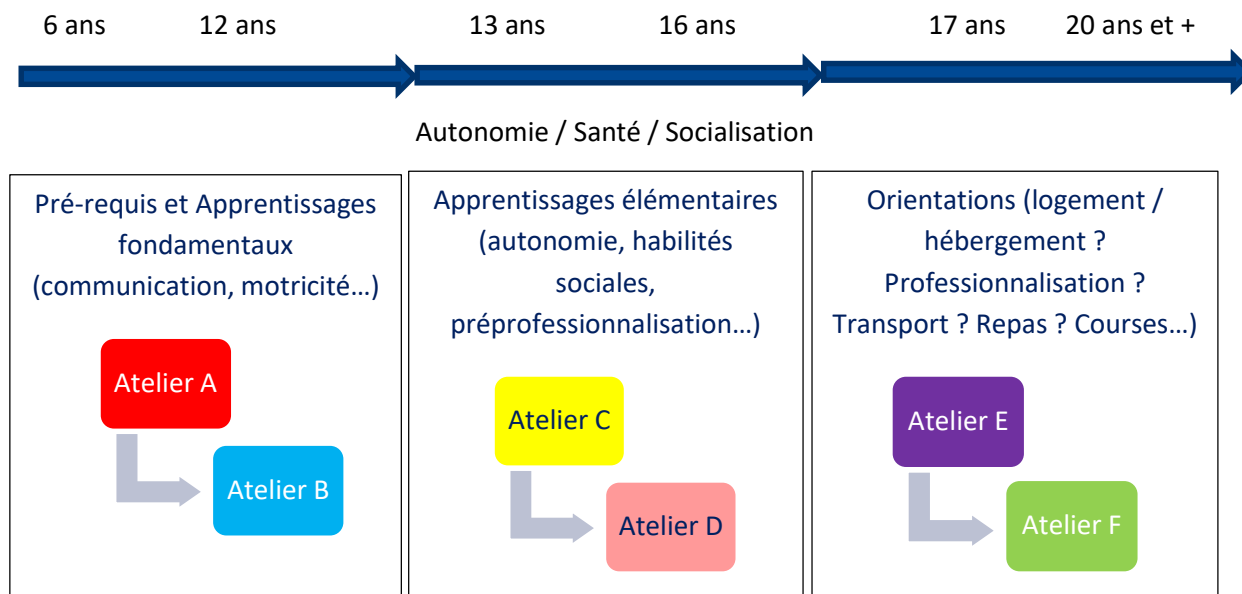 6 ans 12 ans 13 ans 16 ans 17 ans 20 ans et +
Autonomie / Santé / Socialisation
Pré-requis et Apprentissages
fondamentaux
(communication, motricité…)
Atelier A
Atelier B
Apprentissages élémentaires
(autonomie, habilités
sociales,
préprofessionnalisation…)
Atelier C
Atelier D
Orientations (logement /
hébergement ?
Professionnalisation ?
Transport ? Repas ? Courses…)
Atelier E
Atelier F